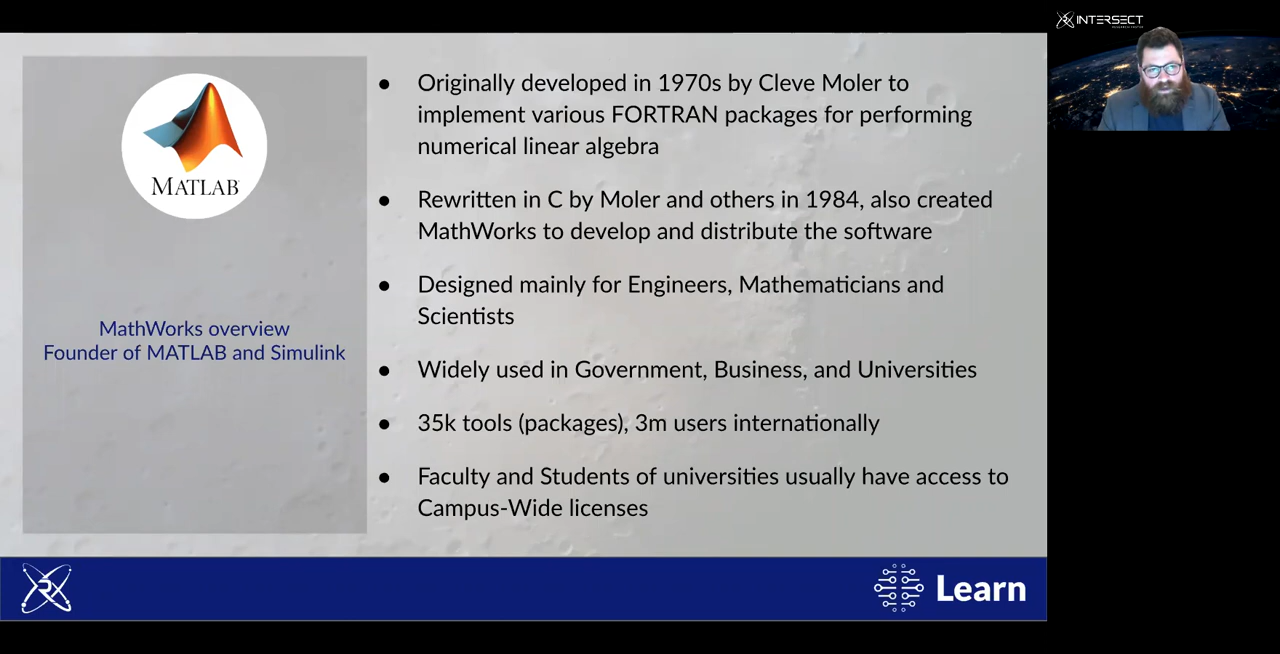 INTERSECT
MATLAB
MathWorks overview
Founder of MATLAB and Simulink
● Originally developed in 1970s by Cleve Moler to
implement various FORTRAN packages for performing
numerical linear algebra
● Rewritten in C by Moler and others in 1984, also created
MathWorks to develop and distribute the software
● Designed mainly for Engineers, Mathematicians and
Scientists
● Widely used in Government, Business, and Universities
● 35k tools (packages), 3m users internationally
● Faculty and Students of universities usually have access to
Campus-Wide licenses
Learn